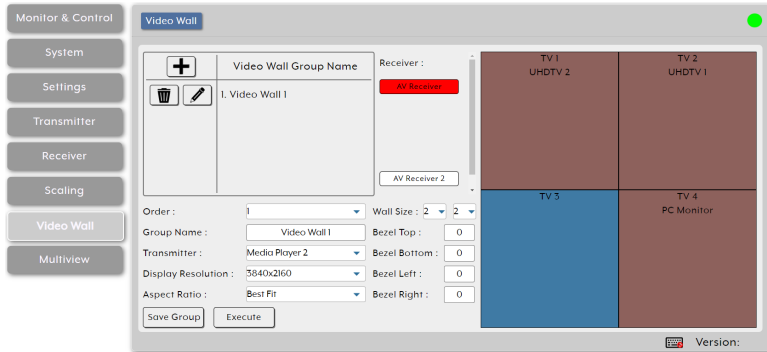 Monitor & Control
System
Settings
Transmitter
Receiver
Scaling
Video Wall
Multiview
Video Wall
Video Wall Group Name
1. Video Wall 1
Receiver :
AV Receiver
AV Receiver 2
Order :
1
Group Name :
Video Wall 1
Transmitter :
Media Player 2
Display Resolution :
3840x2160
Aspect Ratio :
Best Fit
Save Group
Execute
Wall Size : 2 2
Bezel Top : 0
Bezel Bottom : 0
Bezel Left : 0
Bezel Right : 0
TV 1
UHDTV 2
TV 2
UHDTV 1
TV 3
TV 4
PC Monitor
Version: